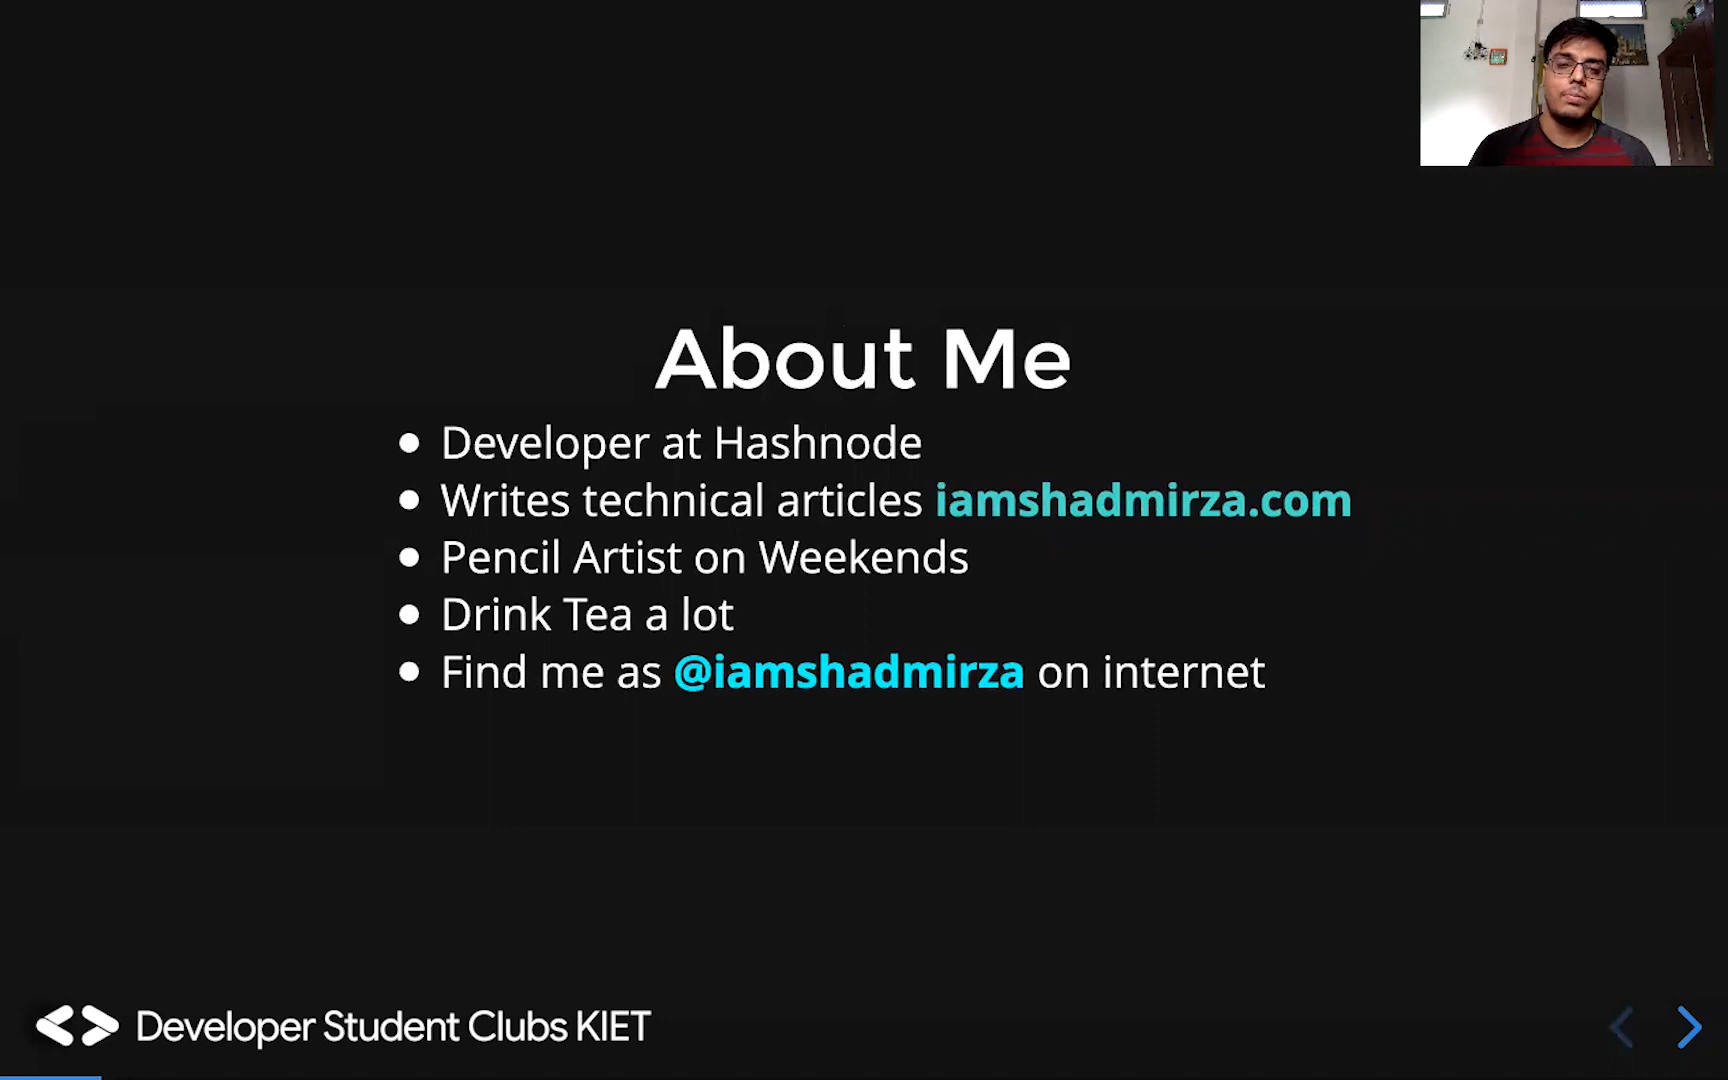 About Me
Developer at Hashnode
Writes technical articles iamshadmirza.com
Pencil Artist on Weekends
Drink Tea a lot
Find me as @iamshadmirza on internet
Developer Student Clubs KIET